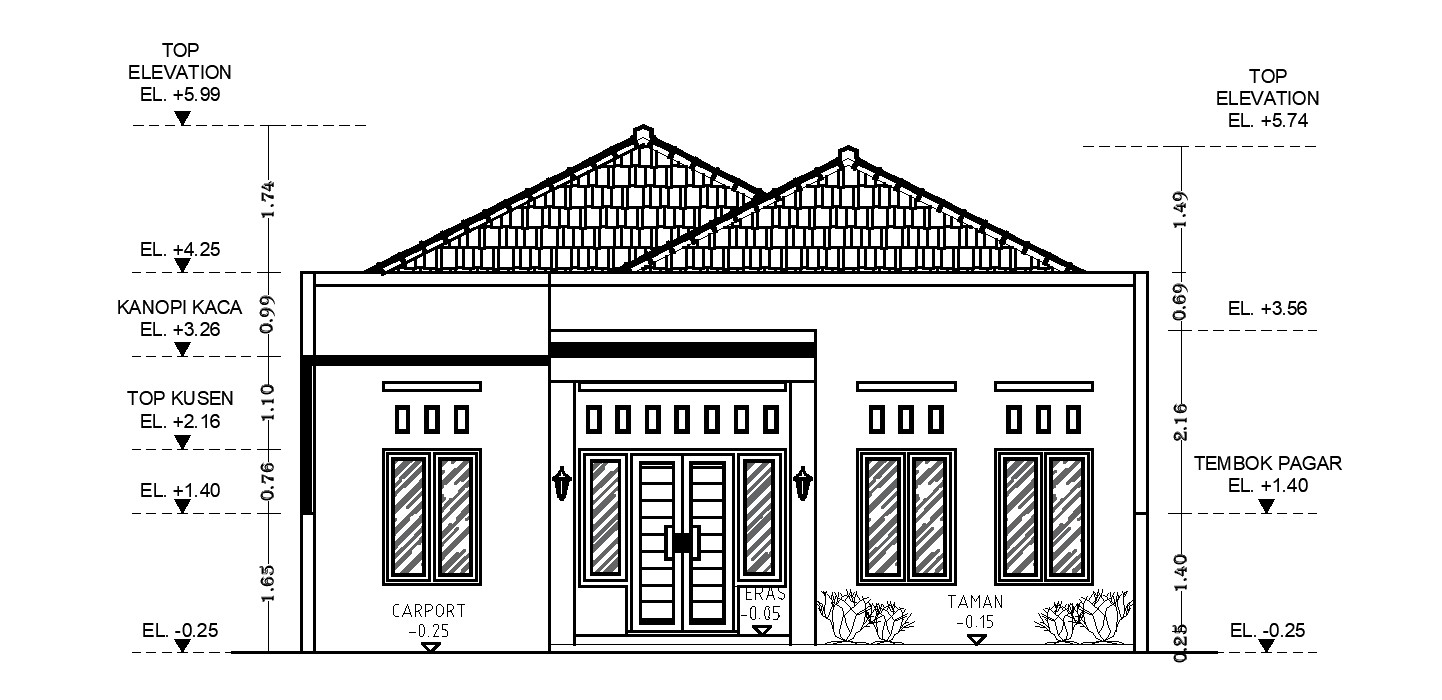 TOP
ELEVATION
EL. +5.99
1.74
EL. +4.25
0.99
KANOPI KACA
EL. +3.26
1.10
TOP KUSEN
EL. +2.16
0.76
EL. +1.40
1.65
EL. -0.25
CARPORT
-0.25
ERAS
-0.05
TAMAN
-0.15
TOP
ELEVATION
EL. +5.74
1.49
0.69
EL. +3.56
2.16
TEMBOK PAGAR
EL. +1.40
1.40
0.25
EL. -0.25